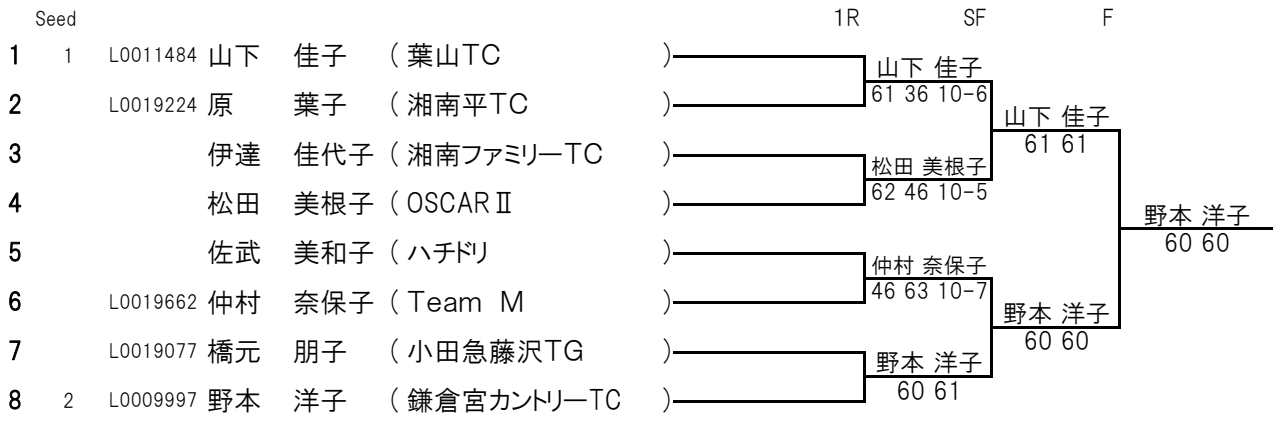 Seed 1R SF F
1 1 L0011484 山下 佳子 ( 葉山TC )
山下 佳子
2 L0019224 原 葉子 ( 湘南平TC )
61 36 10-6
山下 佳子
61 61
3 伊達 佳代子 ( 湘南ファミリーTC )
松田 美根子
4 松田 美根子 ( OSCARⅡ )
62 46 10-5
野本 洋子
60 60
5 佐武 美和子 ( ハチドリ )
仲村 奈保子
6 L0019662 仲村 奈保子 ( Team M )
46 63 10-7
野本 洋子
60 60
7 L0019077 橋元 朋子 ( 小田急藤沢TG )
野本 洋子
8 2 L0009997 野本 洋子 ( 鎌倉宮カントリーTC )
60 61